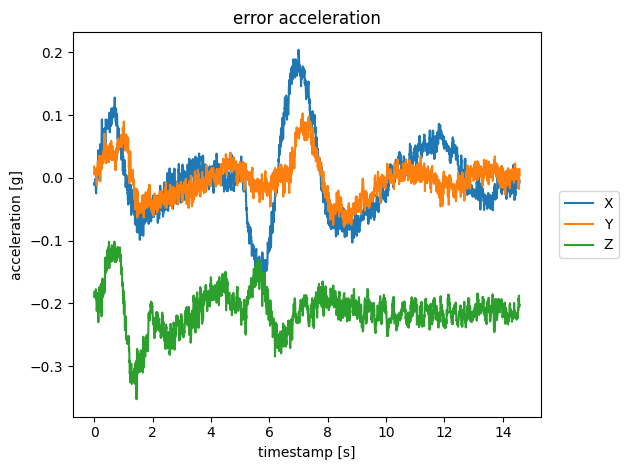 error acceleration
acceleration [g]
0.2
0.1
0.0
−0.1
−0.2
−0.3
0 2 4 6 8 10 12 14
timestamp [s]
X
Y
Z